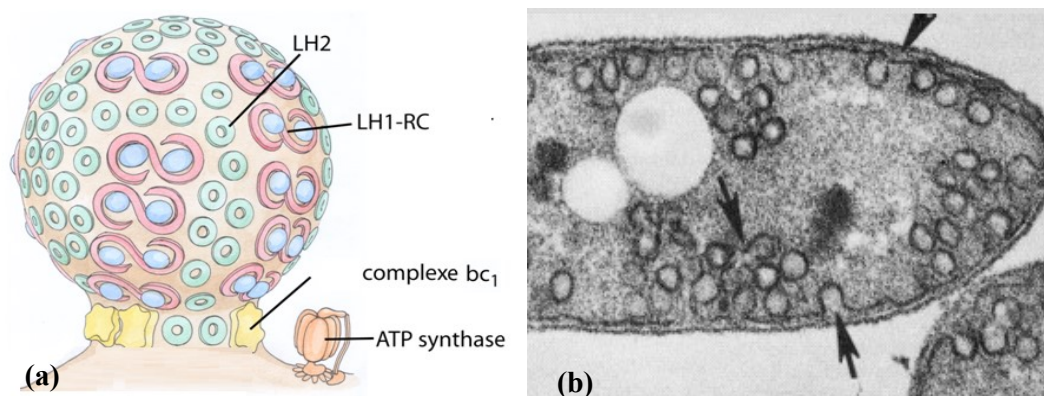 LH2
LH1-RC
complexe bc₁
ATP synthase
(a)
(b)